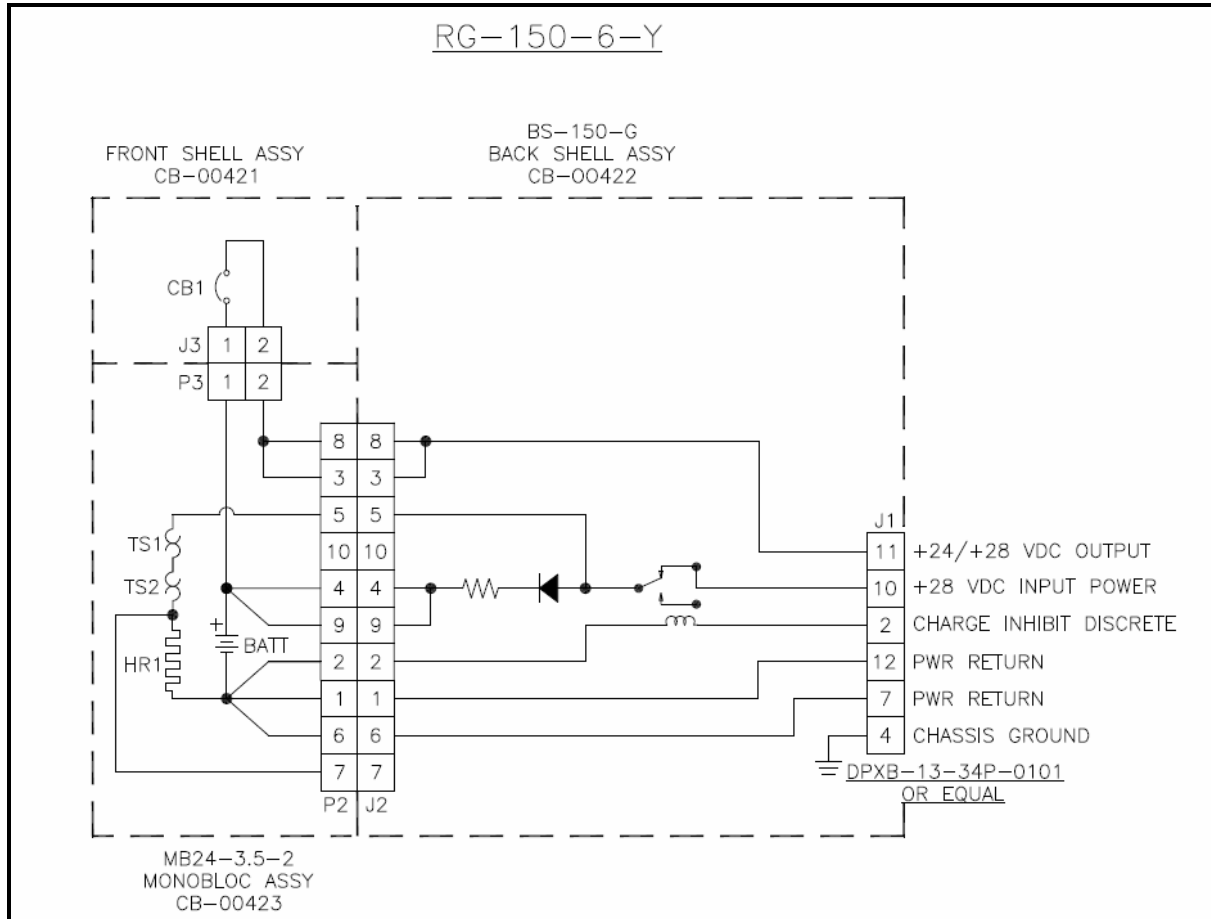 RG-150-6-Y
BS-150-G
BACK SHELL ASSY
CB-OO422
FRONT SHELL ASSY
CB-00421
CB1
J3 1 2
P3 1 2
8 8
3 3
5 5
10 10
4 4
9 9
2 2
1 1
6 6
7 7
P2 J2
TS1
TS2
HR1
+
BATT
J1
11 +24/+28 VDC OUTPUT
10 +28 VDC INPUT POWER
2 CHARGE INHIBIT DISCRETE
12 PWR RETURN
7 PWR RETURN
4 CHASSIS GROUND
DPXB-13-34P-0101
OR EQUAL
MB24-3.5-2
MONOBLOC ASSY
CB-00423